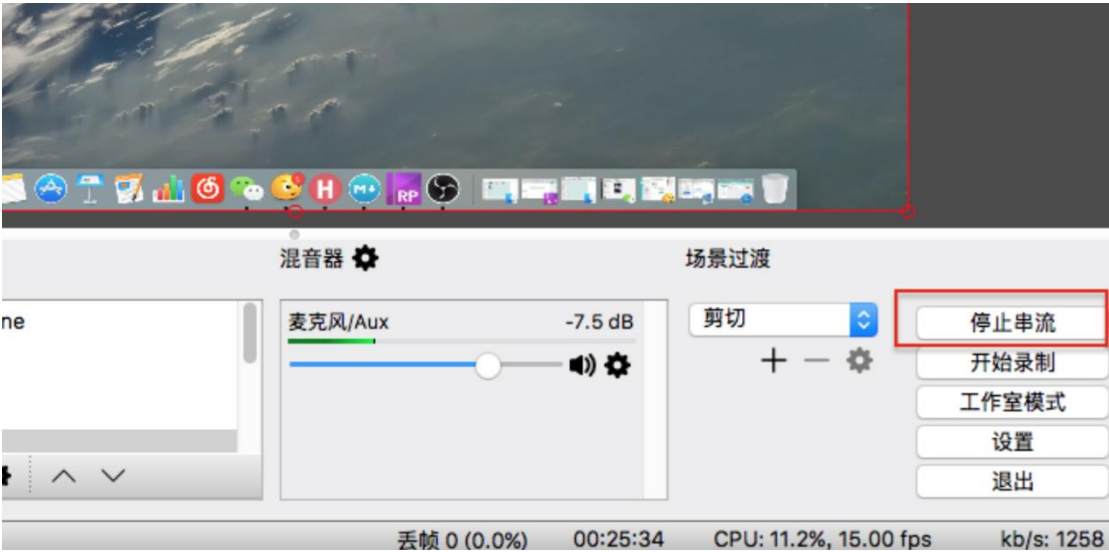 H
M
RP
混音器
场景过渡
ne
麦克风/Aux
-7.5 dB
剪切
停止串流
开始录制
工作室模式
设置
退出
丢帧 0 (0.0%)
00:25:34
CPU: 11.2%, 15.00 fps
kb/s: 1258